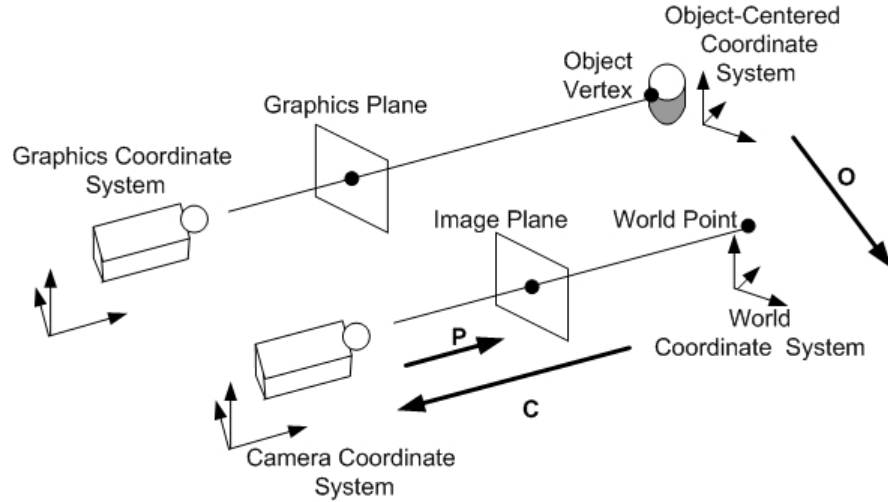 Object-Centered
Coordinate
System
Object
Vertex
Graphics Plane
Graphics Coordinate
System
O
Image Plane
World Point
World
Coordinate System
P
C
Camera Coordinate
System